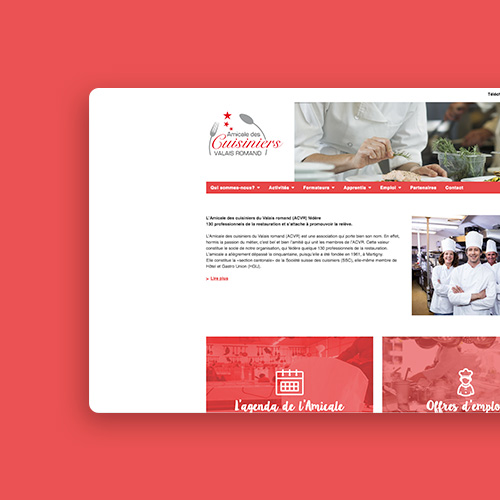 Téléch
Amicale des
Cuisiniers
VALAIS ROMAND
Qui sommes-nous? Activités Formateurs Apprentis Emploi Partenaires Contact
L'Amicale des cuisiniers du Valais romand (ACVR) fédère
130 professionnels de la restauration et s'attache à promouvoir la relève.
L'Amicale des cuisiniers du Valais romand (ACVR) est une association qui porte bien son nom. En effet,
hormis la passion du métier, c'est bel et bien l'amitié qui unit les membres de l'ACVR. Cette valeur
constitue le socle de notre organisation, qui fédère quelque 130 professionnels de la restauration.
L'amicale a allègrement dépassé la cinquantaine, puisqu'elle a été fondée en 1961, à Martigny.
Elle constitue la «section cantonale» de la Société suisse des cuisiniers (SSC), elle-même membre de
Hôtel et Gastro Union (HGU).
> Lire plus
L'agenda de l'Amicale
Offres d'emplo